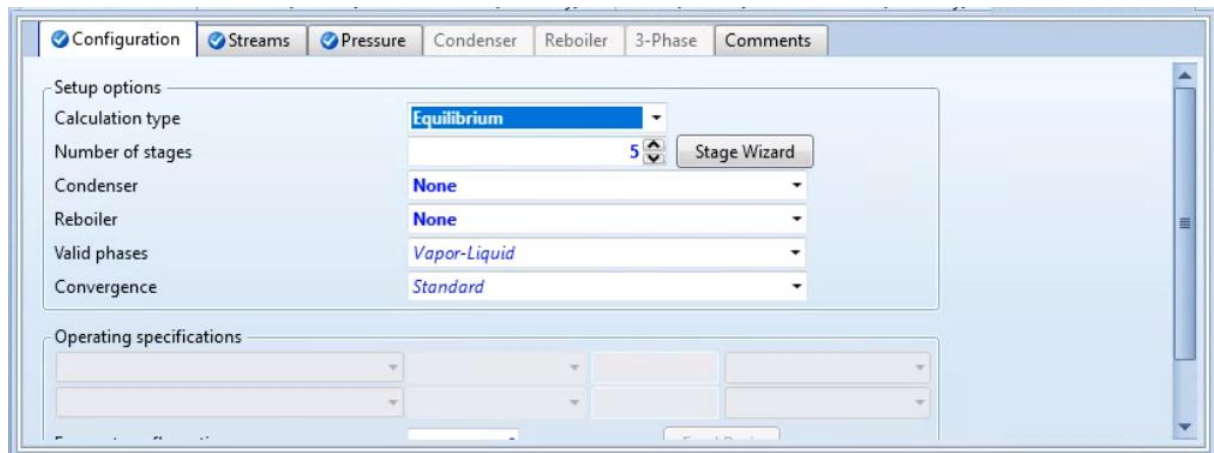 Configuration Streams Pressure Condenser Reboiler 3-Phase Comments
Setup options
Calculation type Equilibrium
Number of stages 5 Stage Wizard
Condenser None
Reboiler None
Valid phases Vapor-Liquid
Convergence Standard
Operating specifications